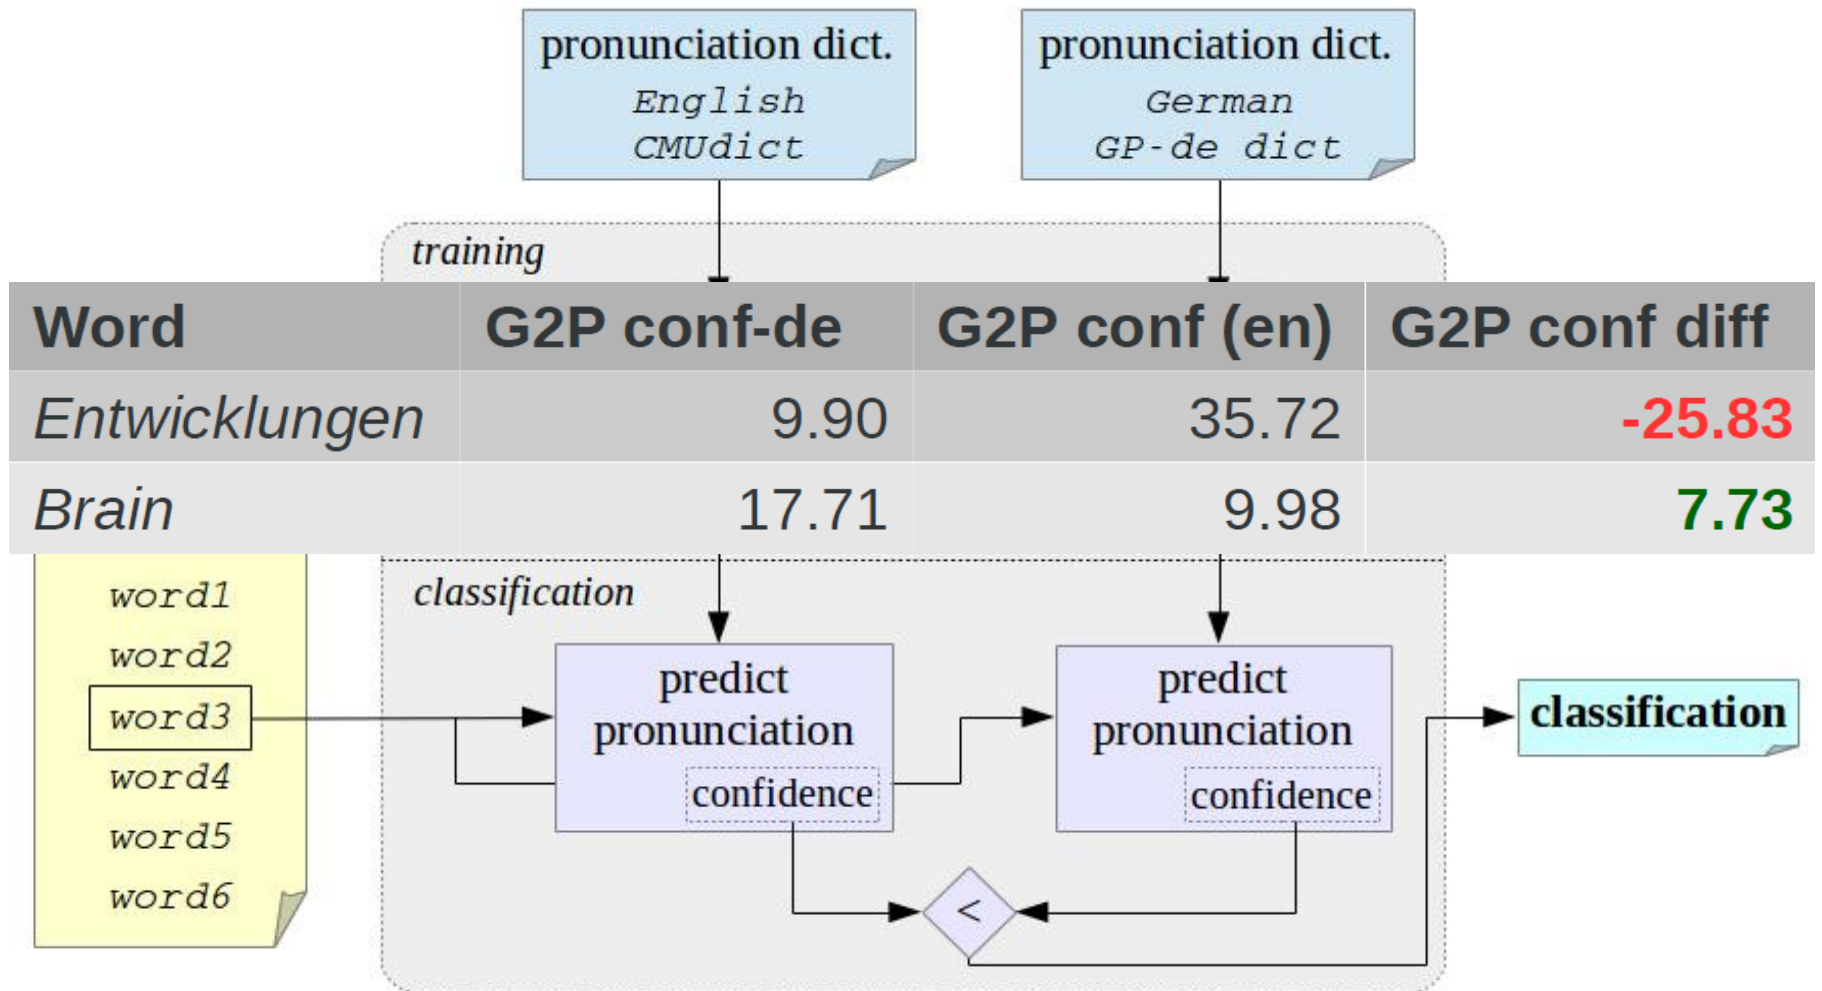 pronunciation dict.
English
CMUdict
pronunciation dict.
German
GP-de dict
training
Word G2P conf-de G2P conf (en) G2P conf diff
Entwicklungen 9.90 35.72 -25.83
Brain 17.71 9.98 7.73
word1
word2
word3
word4
word5
word6
classification
predict
pronunciation
confidence
predict
pronunciation
confidence
<
classification